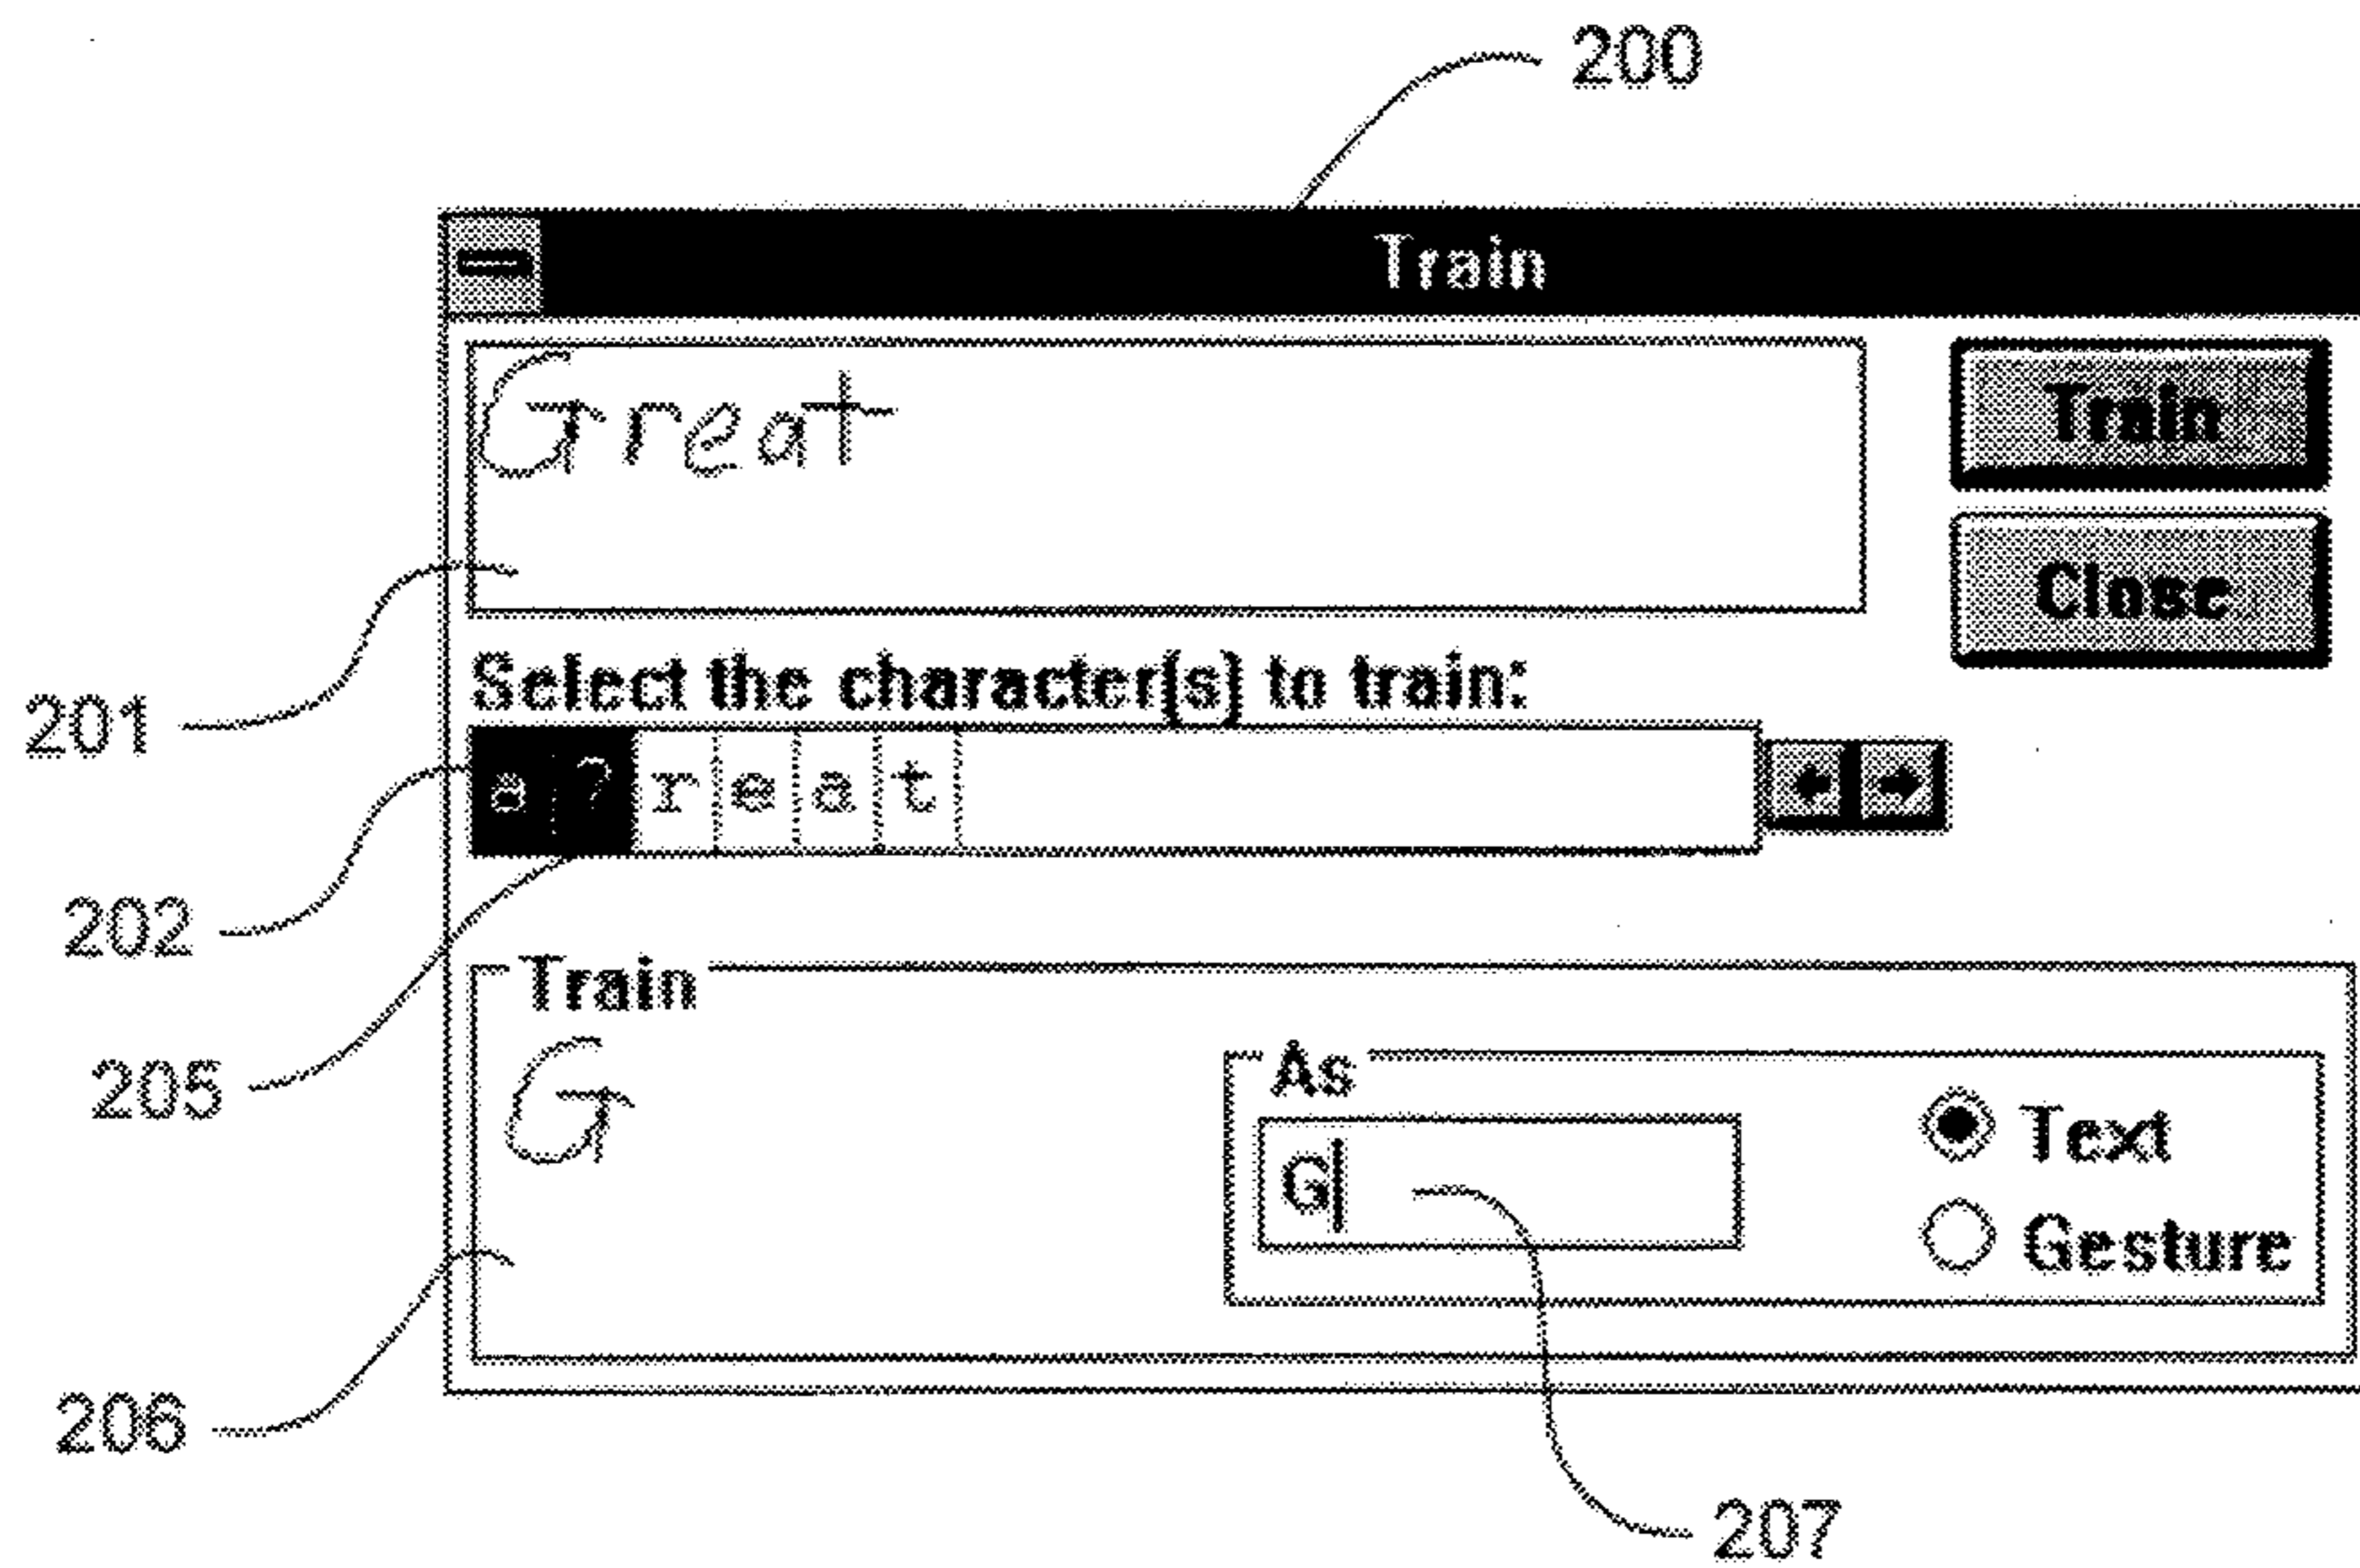 200
Train
Great
Train
Close
Select the character(s) to train:
201
a ? r e a t
202
Train
205
G
As
G
Text
Gesture
206
207